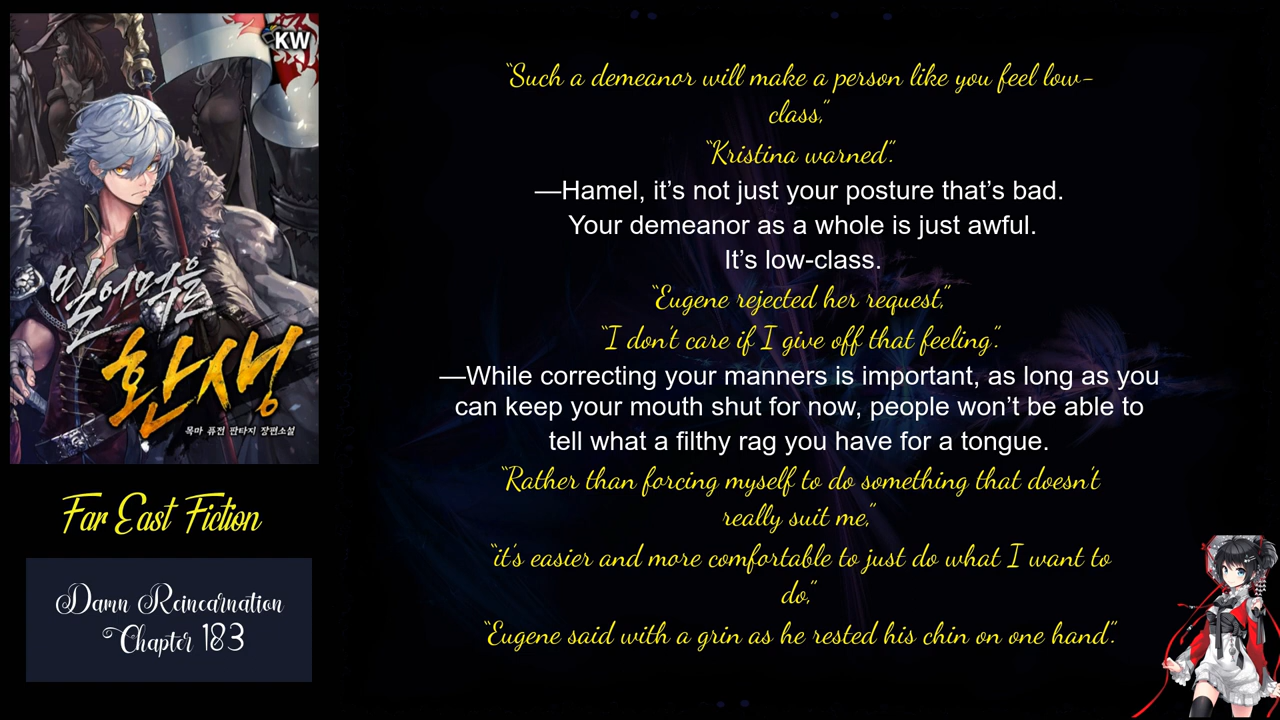 KW
빌어먹을
환생
목마 퓨전 판타지 장편소설
Far East Fiction
Damn Reincarnation
Chapter 183
“Such a demeanor will make a person like you feel low-
class,”
“Kristina warned”.
—Hamel, it’s not just your posture that’s bad.
Your demeanor as a whole is just awful.
It’s low-class.
“Eugene rejected her request,”
“I don’t care if I give off that feeling”.
—While correcting your manners is important, as long as you
can keep your mouth shut for now, people won’t be able to
tell what a filthy rag you have for a tongue.
“Rather than forcing myself to do something that doesn’t
really suit me,”
“it’s easier and more comfortable to just do what I want to
do,”
“Eugene said with a grin as he rested his chin on one hand”.